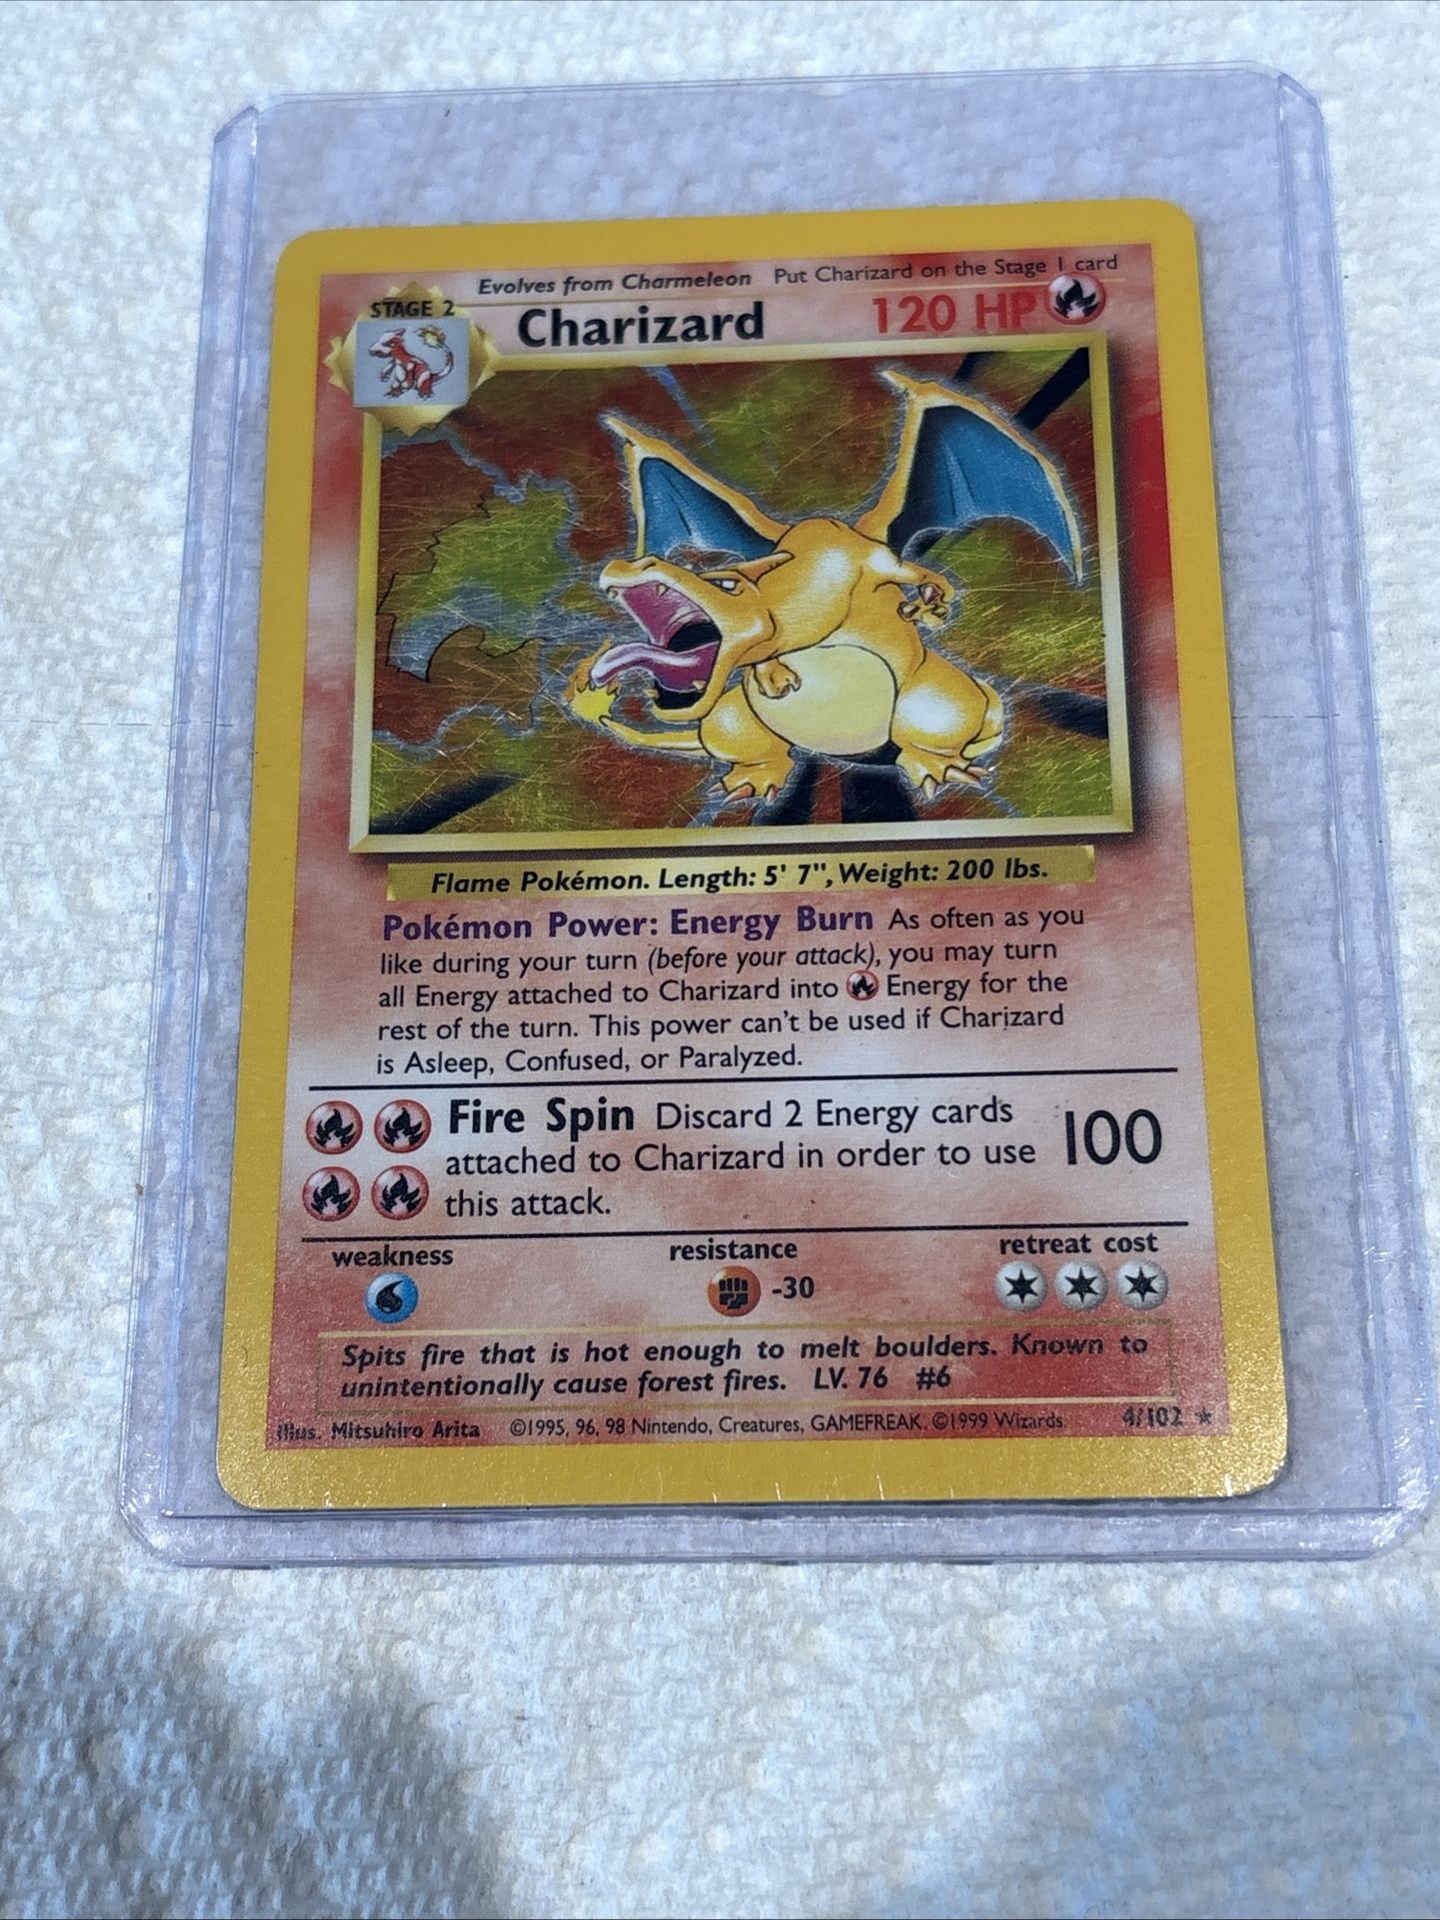 Evolves from Charmeleon Put Charizard on the Stage 1 card
STAGE 2
Charizard 120 HP
Flame Pokémon. Length: 5' 7", Weight: 200 lbs.
Pokémon Power: Energy Burn As often as you
like during your turn (before your attack), you may turn
all Energy attached to Charizard into Energy for the
rest of the turn. This power can't be used if Charizard
is Asleep, Confused, or Paralyzed.
Fire Spin Discard 2 Energy cards
attached to Charizard in order to use 100
this attack.
weakness resistance retreat cost
-30
Spits fire that is hot enough to melt boulders. Known to
unintentionally cause forest fires. LV. 76 #6
Illus. Mitsuhiro Arita ©1995, 96, 98 Nintendo, Creatures, GAMEFREAK. ©1999 Wizards. 4/102 ★